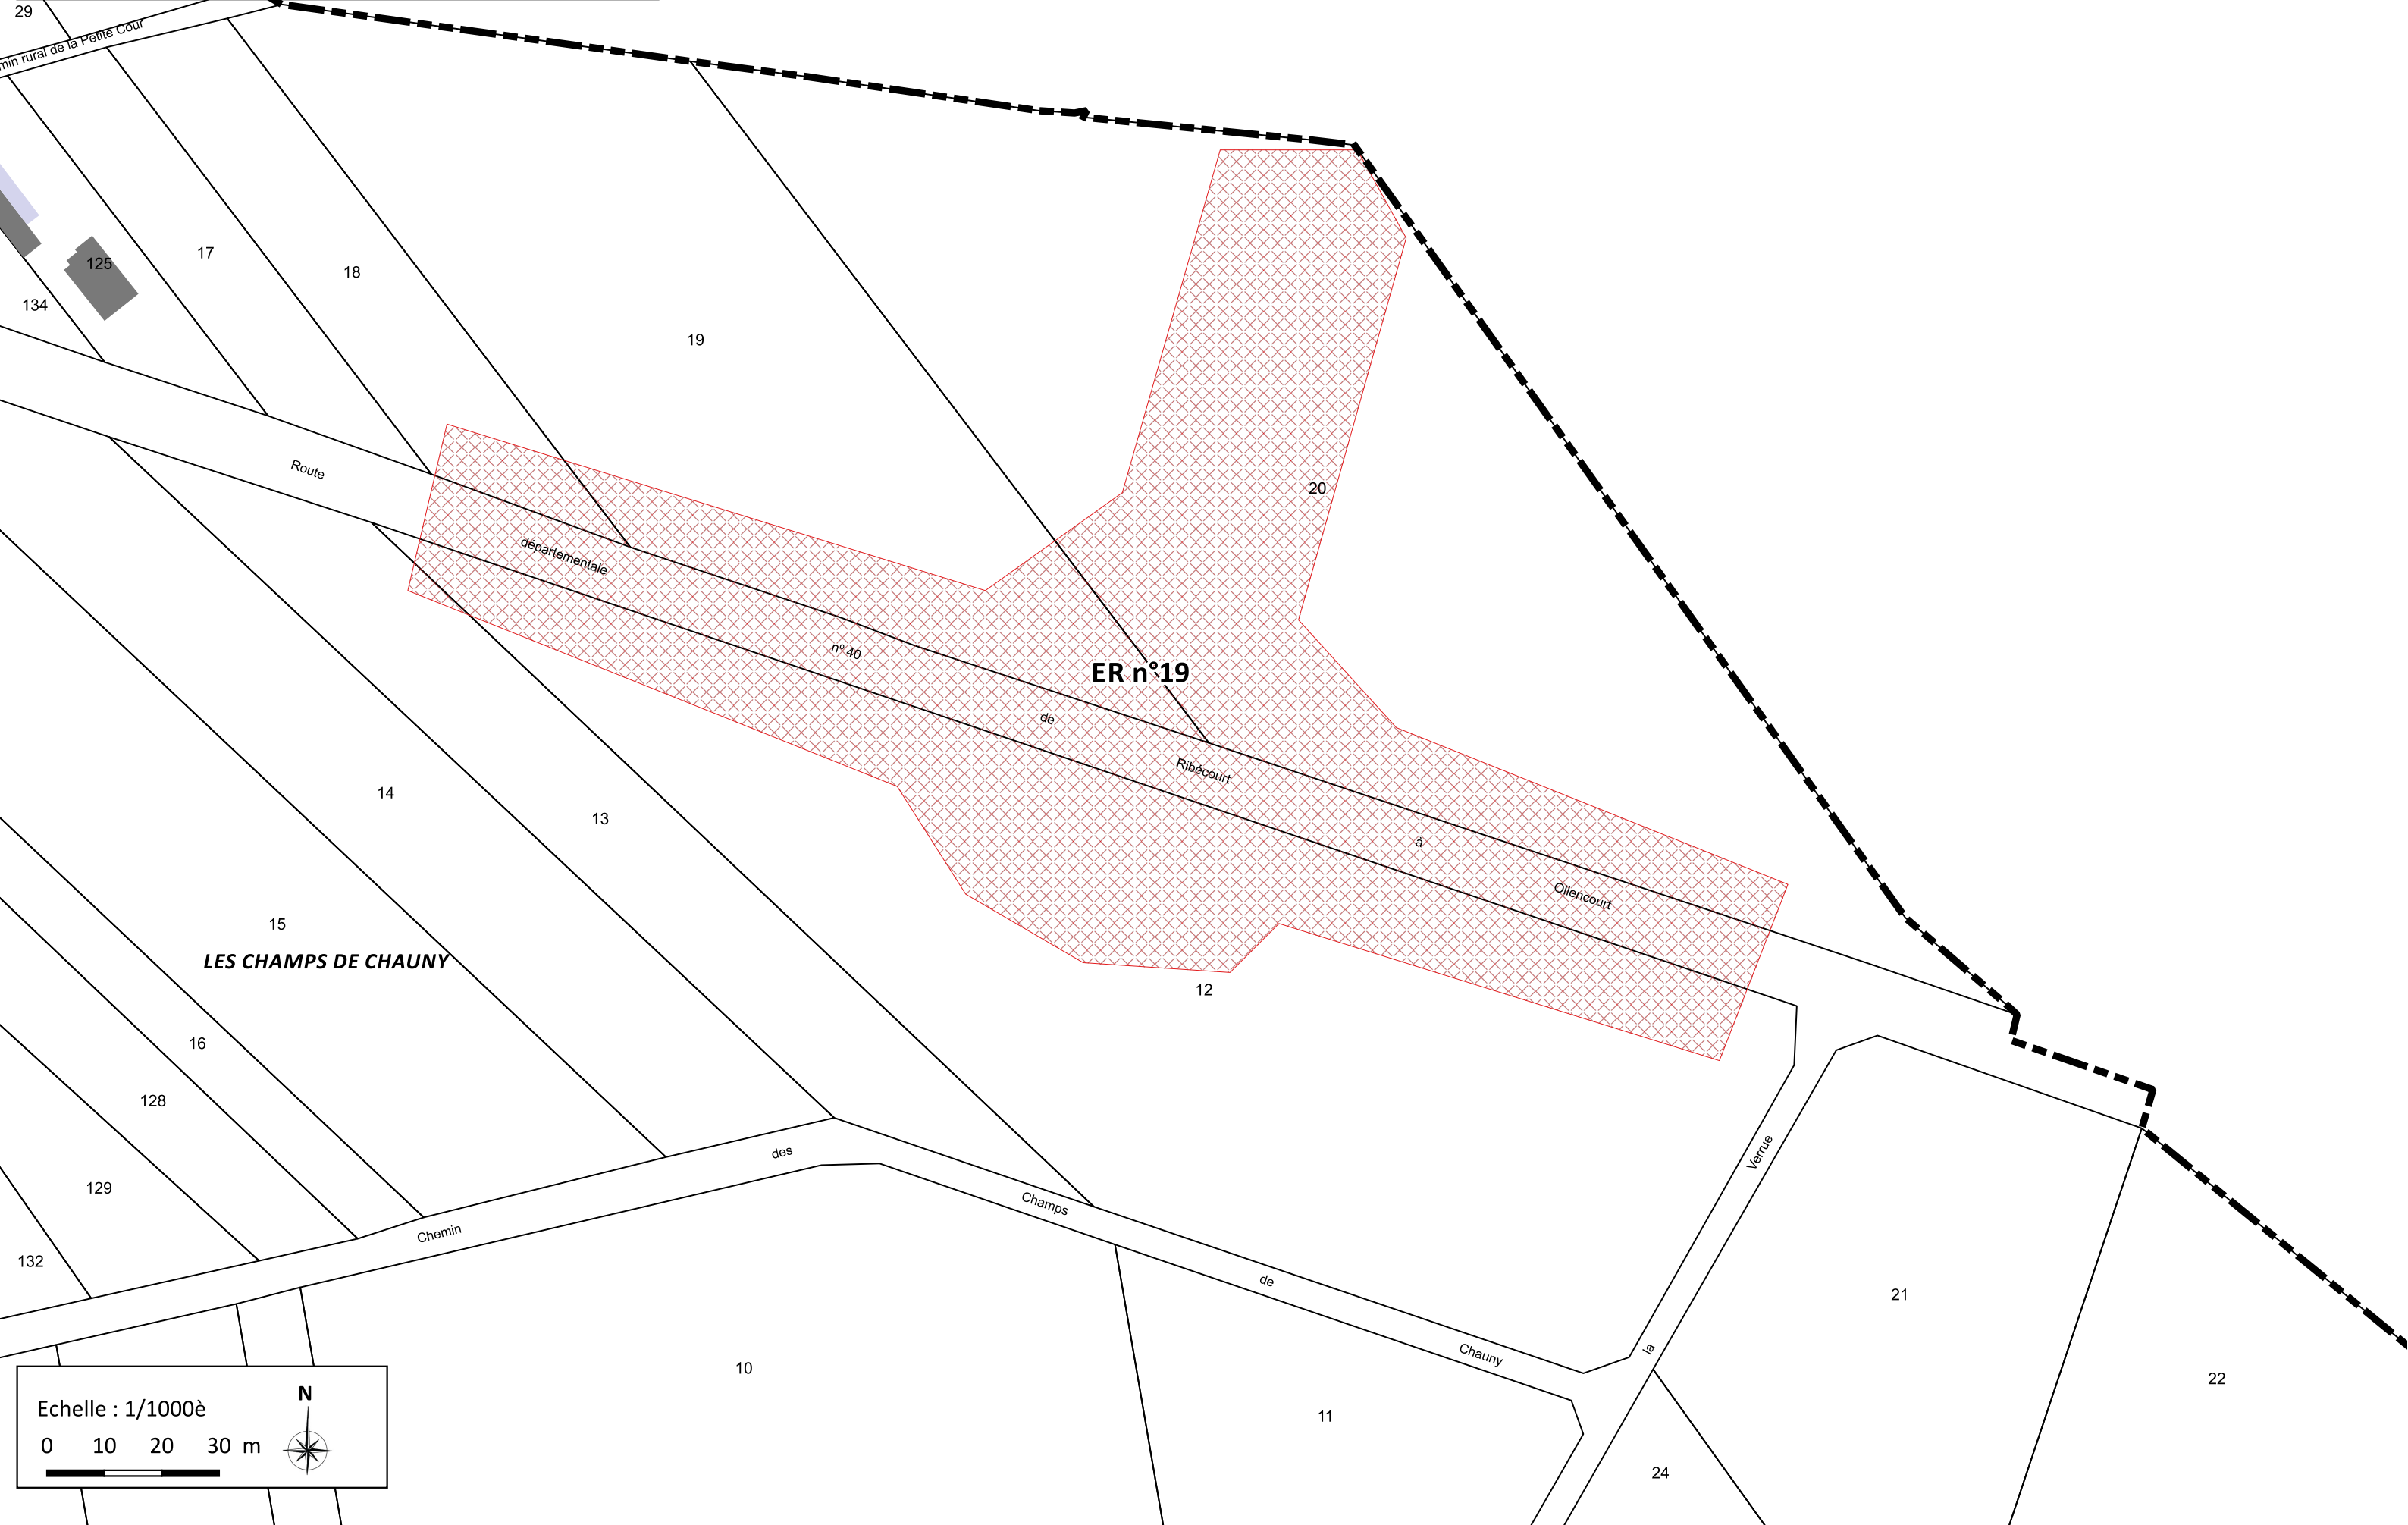 29
min rural de la Petite Cour
17
125
18
134
19
Route
départementale
20
nº 40
ER n°19
de
Ribécourt
14
13
à
Ollencourt
15
LES CHAMPS DE CHAUNY
12
16
128
des
Verrue
129
Champs
Chemin
132
de
21
la
Chauny
10
22
11
24
Echelle : 1/1000è
N
0 10 20 30 m